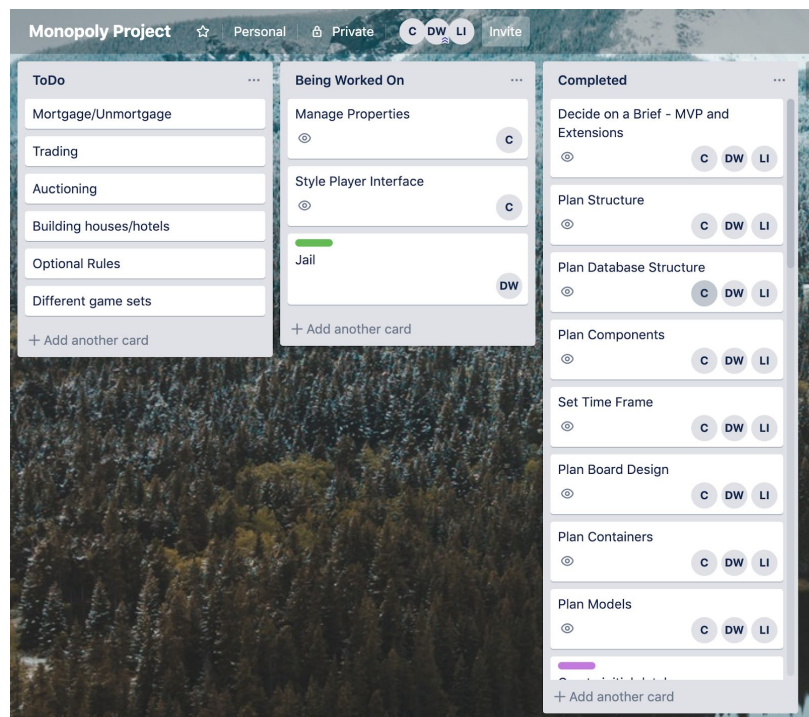 Monopoly Project
Personal
Private
C DW LI
Invite
ToDo
Mortgage/Unmortgage
Trading
Auctioning
Building houses/hotels
Optional Rules
Different game sets
+ Add another card
Being Worked On
Manage Properties
C
Style Player Interface
C
Jail
DW
+ Add another card
Completed
Decide on a Brief - MVP and
Extensions
C DW LI
Plan Structure
C DW LI
Plan Database Structure
C DW LI
Plan Components
C DW LI
Set Time Frame
C DW LI
Plan Board Design
C DW LI
Plan Containers
C DW LI
Plan Models
C DW LI
+ Add another card